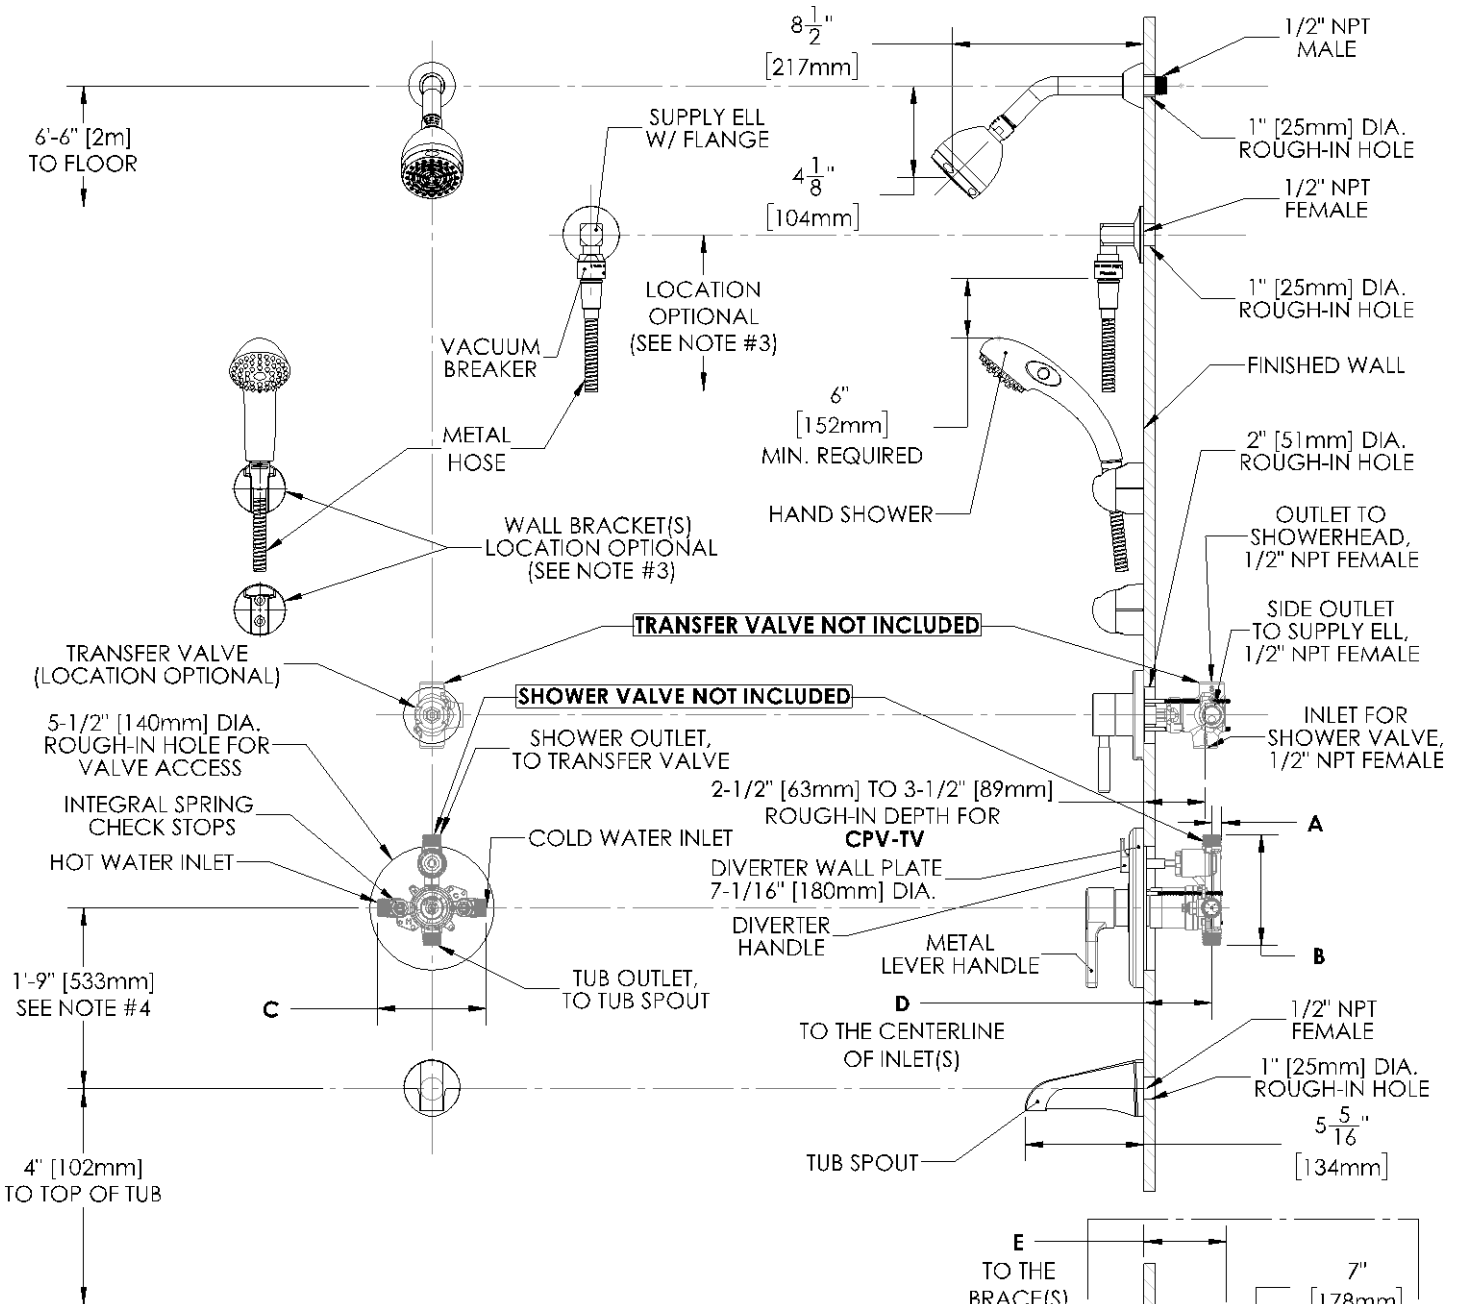 8 1/2"
[217mm]
1/2" NPT
MALE
6'-6" [2m]
TO FLOOR
SUPPLY ELL
W/ FLANGE
1" [25mm] DIA.
ROUGH-IN HOLE
4 1/8"
[104mm]
1/2" NPT
FEMALE
LOCATION
OPTIONAL
(SEE NOTE #3)
1" [25mm] DIA.
ROUGH-IN HOLE
VACUUM
BREAKER
FINISHED WALL
6"
[152mm]
MIN. REQUIRED
METAL
HOSE
2" [51mm] DIA.
ROUGH-IN HOLE
HAND SHOWER
WALL BRACKET(S)
LOCATION OPTIONAL
(SEE NOTE #3)
OUTLET TO
SHOWERHEAD,
1/2" NPT FEMALE
TRANSFER VALVE NOT INCLUDED
SIDE OUTLET
TO SUPPLY ELL,
1/2" NPT FEMALE
TRANSFER VALVE
(LOCATION OPTIONAL)
SHOWER VALVE NOT INCLUDED
5-1/2" [140mm] DIA.
ROUGH-IN HOLE FOR
VALVE ACCESS
SHOWER OUTLET,
TO TRANSFER VALVE
INLET FOR
SHOWER VALVE,
1/2" NPT FEMALE
2-1/2" [63mm] TO 3-1/2" [89mm]
ROUGH-IN DEPTH FOR
CPV-TV
INTEGRAL SPRING
CHECK STOPS
A
COLD WATER INLET
HOT WATER INLET
DIVERTER WALL PLATE
7-1/16" [180mm] DIA.
DIVERTER
HANDLE
METAL
LEVER HANDLE
B
1'-9" [533mm]
SEE NOTE #4
TUB OUTLET,
TO TUB SPOUT
C
D
TO THE CENTERLINE
OF INLET(S)
1/2" NPT
FEMALE
1" [25mm] DIA.
ROUGH-IN HOLE
5 5/16"
[134mm]
TUB SPOUT
4" [102mm]
TO TOP OF TUB
E
TO THE
BRACE(S)
7"
[178mm]